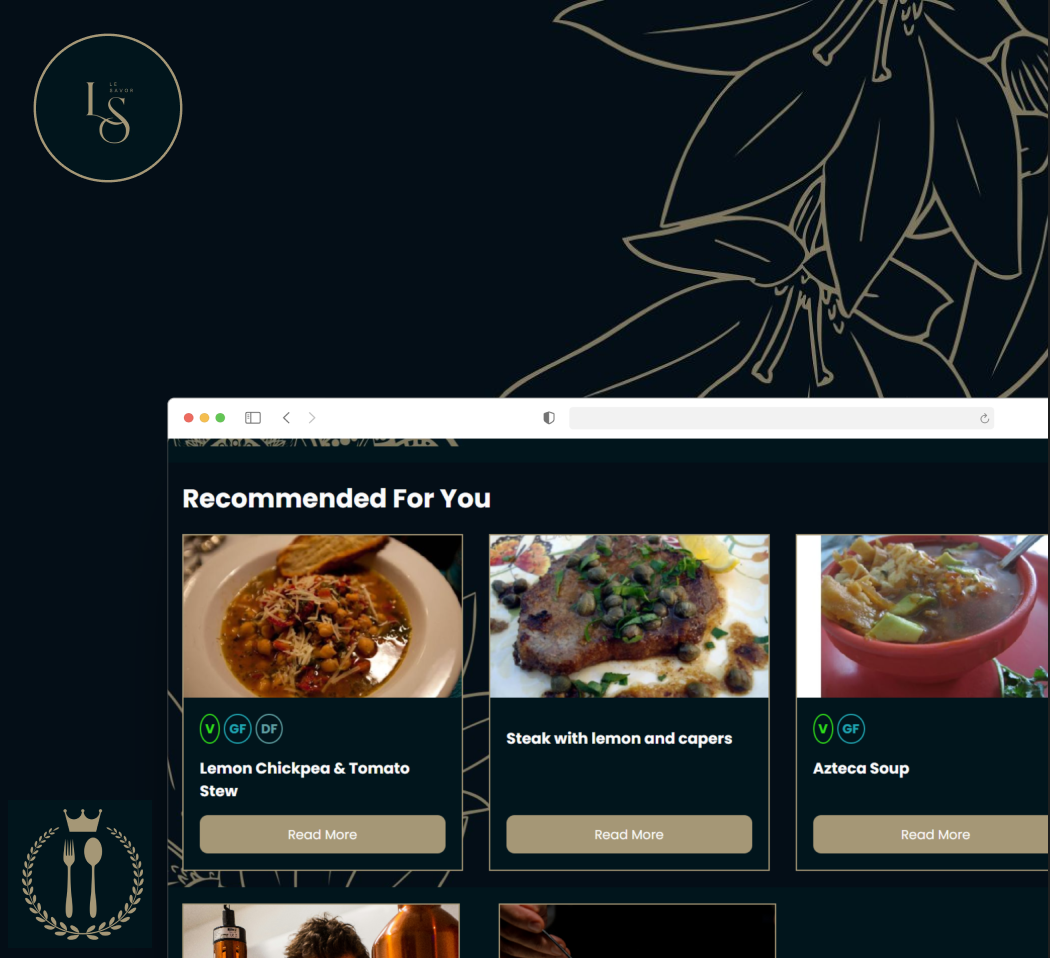 LE
SAVOR
LS
Recommended For You
V GF DF
Lemon Chickpea & Tomato
Stew
Read More
Steak with lemon and capers
Read More
V GF
Azteca Soup
Read More